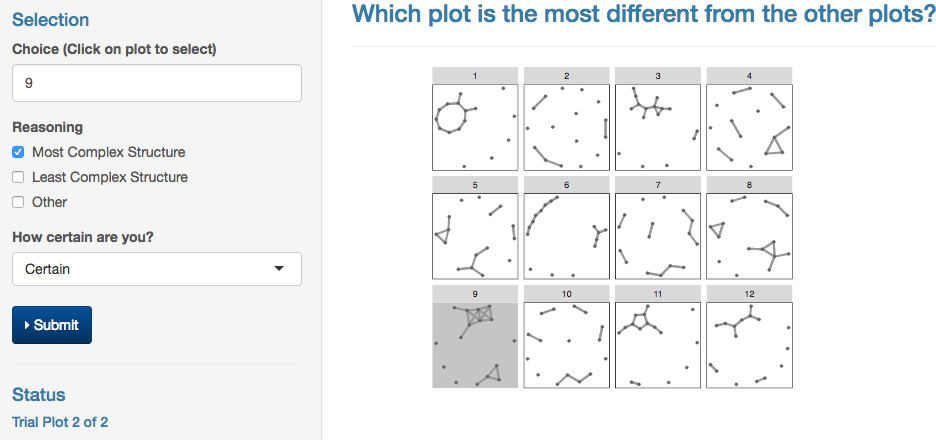 Selection
Choice (Click on plot to select)
9
Reasoning
Most Complex Structure
Least Complex Structure
Other
How certain are you?
Certain
Submit
Status
Trial Plot 2 of 2
Which plot is the most different from the other plots?
1 2 3 4
5 6 7 8
9 10 11 12